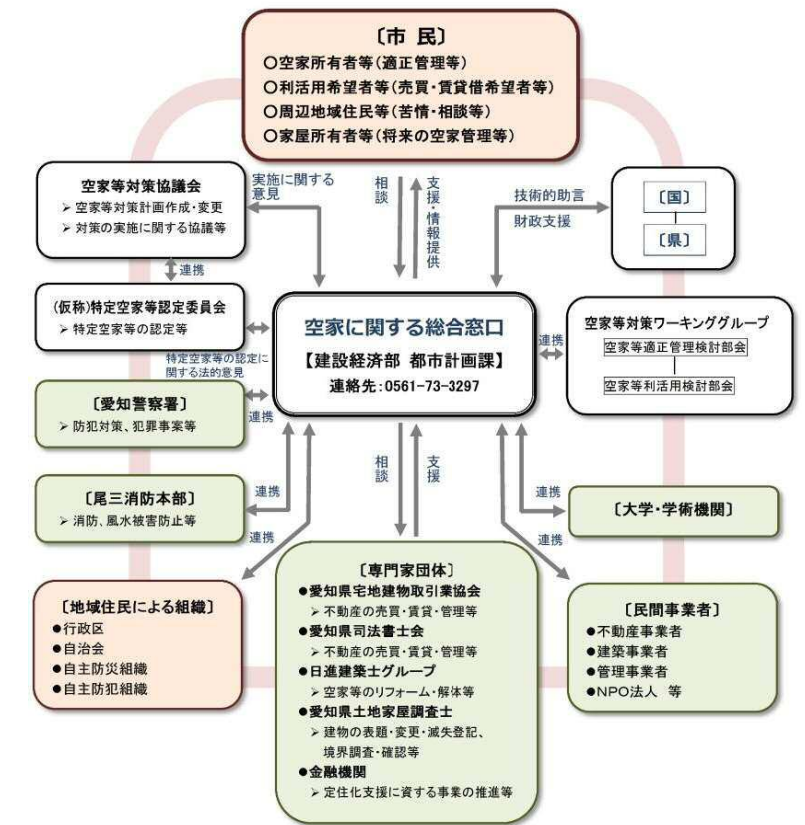 〔市 民〕
○空家所有者等(適正管理等)
○利活用希望者等(売買・賃貸借希望者等)
○周辺地域住民等(苦情・相談等)
○家屋所有者等(将来の空家管理等)
空家等対策協議会
➢ 空家等対策計画作成・変更
➢ 対策の実施に関する協議等
実施に関する
意見
相談
支援・情報提供
技術的助言
財政支援
〔国〕
〔県〕
連携
(仮称)特定空家等認定委員会
➢ 特定空家等の認定等
特定空家等の認定に
関する法的意見
空家に関する総合窓口
【建設経済部 都市計画課】
連絡先:0561-73-3297
連携
空家等対策ワーキンググループ
空家等適正管理検討部会
空家等利活用検討部会
〔愛知警察署〕
➢ 防犯対策、犯罪事案等
連携
〔尾三消防本部〕
➢ 消防、風水被害防止等
連携
連携
相談
支援
連携
連携
〔大学・学術機関〕
〔地域住民による組織〕
●行政区
●自治会
●自主防災組織
●自主防犯組織
〔専門家団体〕
●愛知県宅地建物取引業協会
➢ 不動産の売買・賃貸・管理等
●愛知県司法書士会
➢ 不動産の売買・賃貸・管理等
●日進建築士グループ
➢ 空家等のリフォーム・解体等
●愛知県土地家屋調査士
➢ 建物の表題・変更・滅失登記、
境界調査・確認等
●金融機関
➢ 定住化支援に資する事業の推進等
〔民間事業者〕
●不動産事業者
●建築事業者
●管理事業者
●NPO法人 等